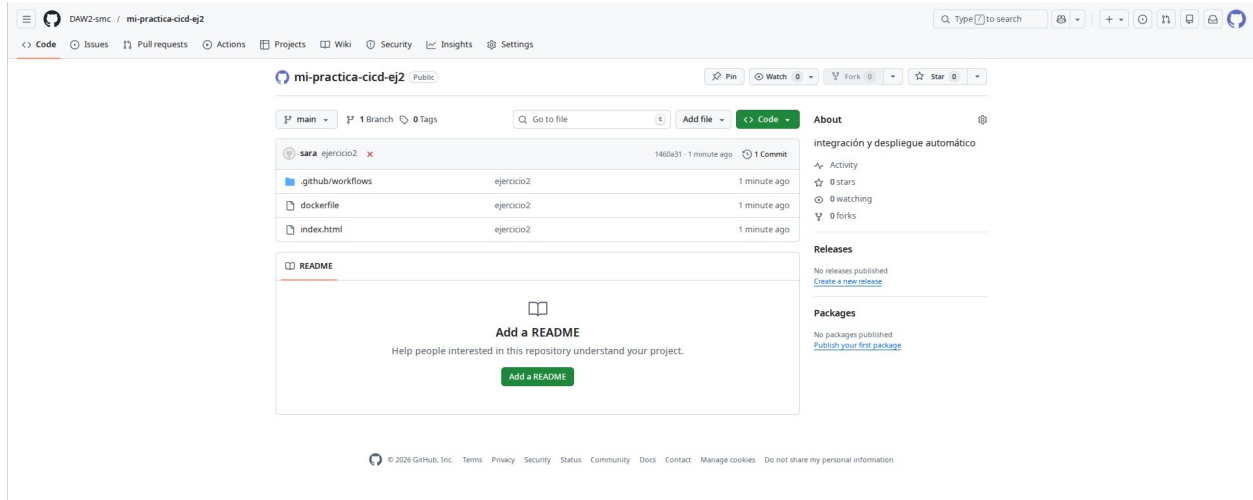 DAW2-smc / mi-practica-cicd-ej2
Type / to search
Code Issues Pull requests Actions Projects Wiki Security Insights Settings
mi-practica-cicd-ej2 Public
Pin Watch 0 Fork 0 Star 0
main 1 Branch 0 Tags
Go to file t Add file Code
About
integración y despliegue automático
sara ejercicio2 1460a31 · 1 minute ago 1 Commit
Activity
.github/workflows ejercicio2 1 minute ago
0 stars
dockerfile ejercicio2 1 minute ago
0 watching
0 forks
index.html ejercicio2 1 minute ago
Releases
No releases published
Create a new release
README
Packages
No packages published
Publish your first package
Add a README
Help people interested in this repository understand your project.
Add a README
© 2026 GitHub, Inc. Terms Privacy Security Status Community Docs Contact Manage cookies Do not share my personal information